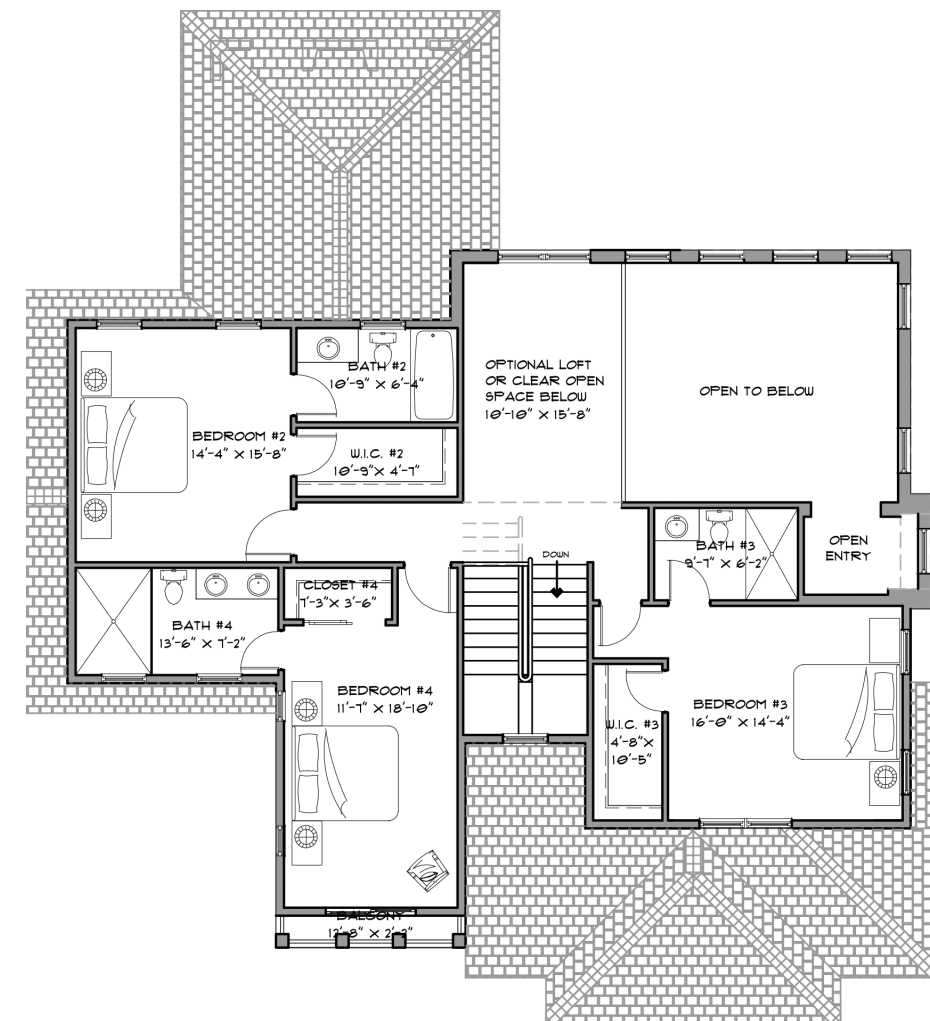 BATH #2
10'-9" X 6'-4"
OPTIONAL LOFT
OR CLEAR OPEN
SPACE BELOW
10'-10" X 15'-8"
OPEN TO BELOW
BEDROOM #2
14'-4" X 15'-8"
W.I.C. #2
10'-9"X 4'-7"
DOWN
BATH #3
9'-7" X 6'-2"
OPEN
ENTRY
CLOSET #4
7'-3"X 3'-6"
BATH #4
13'-6" X 7'-2"
BEDROOM #4
11'-7" X 18'-10"
W.I.C. #3
4'-8"X
10'-5"
BEDROOM #3
16'-0" X 14'-4"
BALCONY
12'-8" X 2'-2"